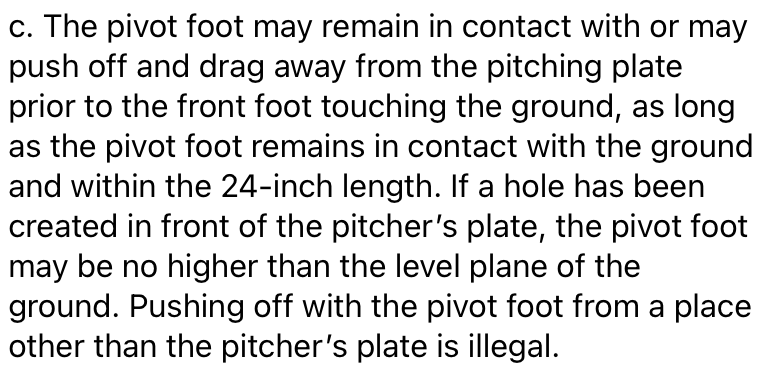 c. The pivot foot may remain in contact with or may
push off and drag away from the pitching plate
prior to the front foot touching the ground, as long
as the pivot foot remains in contact with the ground
and within the 24-inch length. If a hole has been
created in front of the pitcher’s plate, the pivot foot
may be no higher than the level plane of the
ground. Pushing off with the pivot foot from a place
other than the pitcher’s plate is illegal.